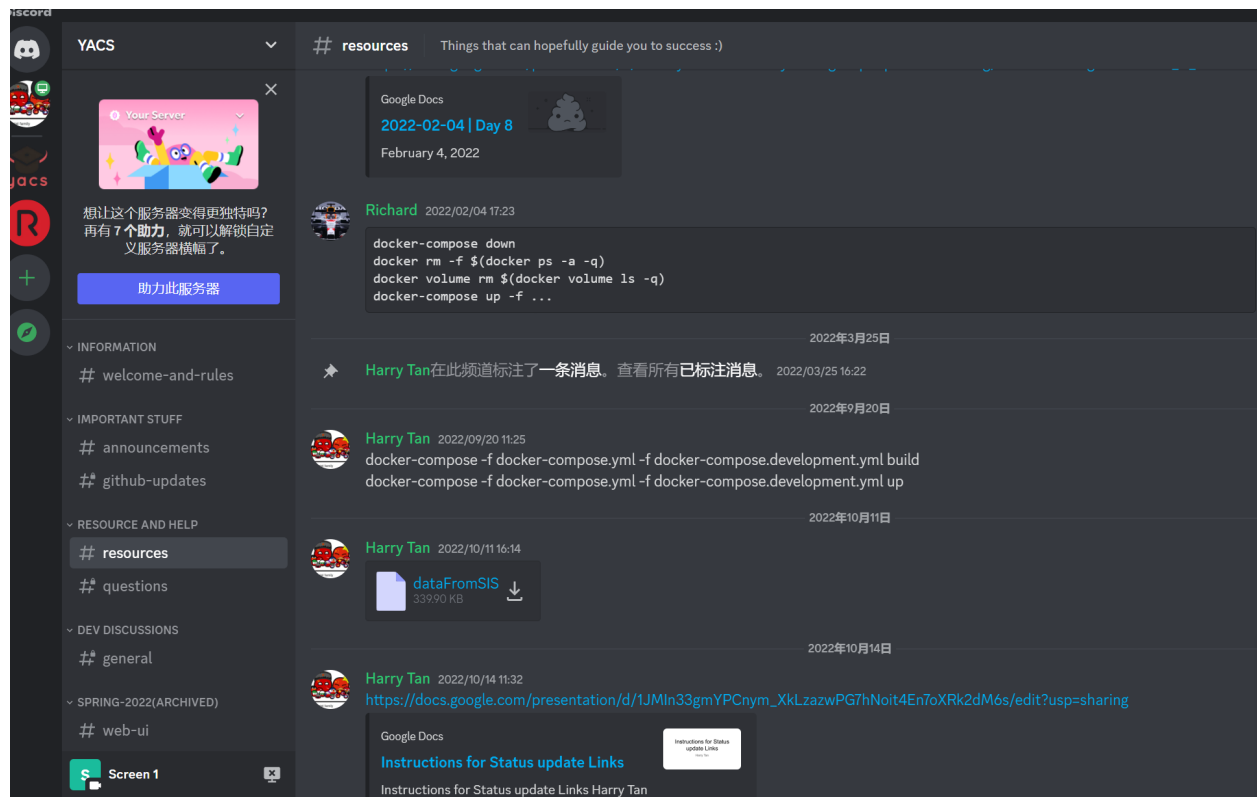 Discord
YACS
# resources
Things that can hopefully guide you to success :)
Your Server
想让这个服务器变得更独特吗?
再有 7 个助力，就可以解锁自定
义服务器横幅了。
助力此服务器
yacs
R
INFORMATION
# welcome-and-rules
IMPORTANT STUFF
# announcements
# github-updates
RESOURCE AND HELP
# resources
# questions
DEV DISCUSSIONS
# general
SPRING-2022(ARCHIVED)
# web-ui
S
Screen 1
Google Docs
2022-02-04 | Day 8
February 4, 2022
Richard 2022/02/04 17:23
docker-compose down
docker rm -f $(docker ps -a -q)
docker volume rm $(docker volume ls -q)
docker-compose up -f ...
2022年3月25日
Harry Tan在此频道标注了一条消息。查看所有已标注消息。 2022/03/25 16:22
2022年9月20日
Harry Tan 2022/09/20 11:25
docker-compose -f docker-compose.yml -f docker-compose.development.yml build
docker-compose -f docker-compose.yml -f docker-compose.development.yml up
2022年10月11日
Harry Tan 2022/10/11 16:14
dataFromSIS
339.90 KB
2022年10月14日
Harry Tan 2022/10/14 11:32
https://docs.google.com/presentation/d/1JMIn33gmYPCnym_XkLzazwPG7hNoit4En7oXRk2dM6s/edit?usp=sharing
Google Docs
Instructions for Status update Links
Instructions for Status update Links Harry Tan
Instructions for Status
update Links
Harry Tan